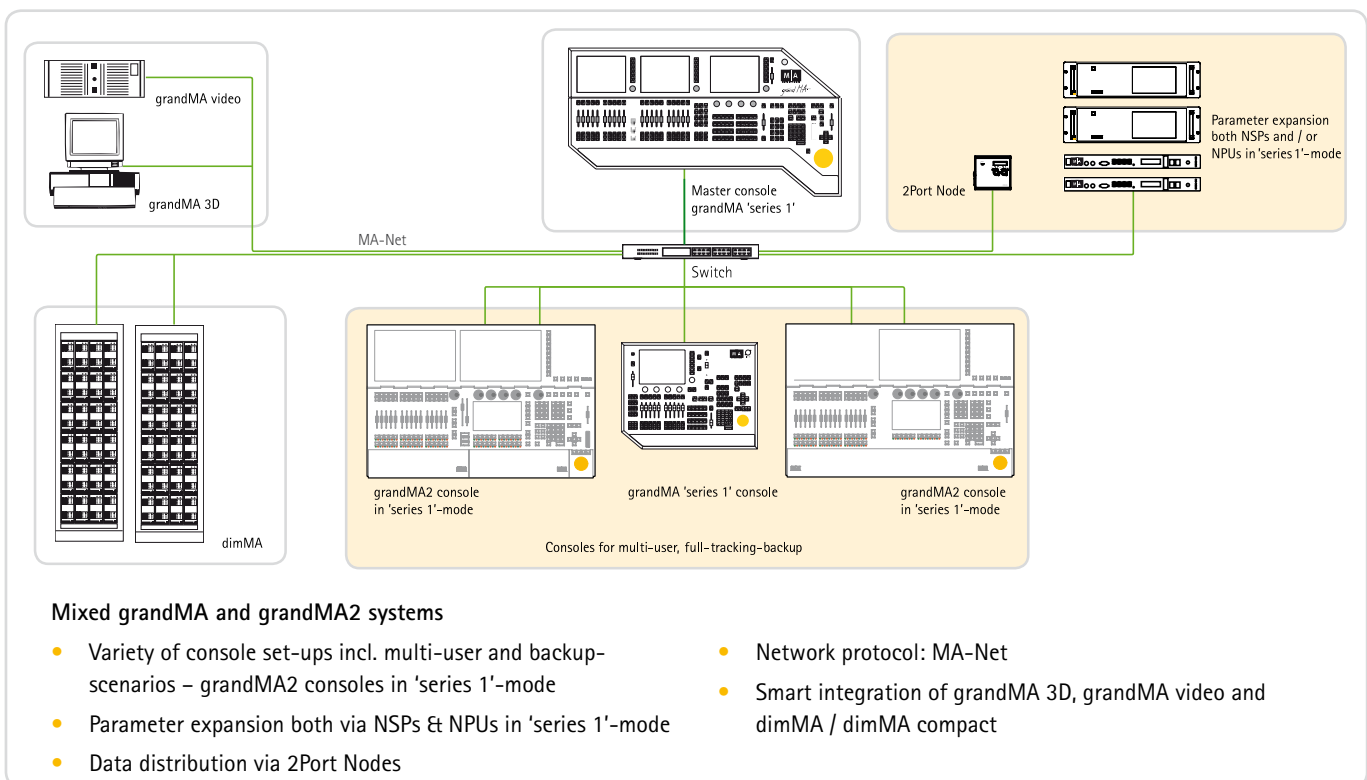 grandMA video
grandMA 3D
MA
grand MA
Master console
grandMA 'series 1'
2Port Node
Parameter expansion
both NSPs and / or
NPUs in 'series 1'-mode
MA-Net
Switch
dimMA
MA
grandMA2 console
in 'series 1'-mode
grandMA 'series 1' console
grandMA2 console
in 'series 1'-mode
Consoles for multi-user, full-tracking-backup
Mixed grandMA and grandMA2 systems
• Variety of console set-ups incl. multi-user and backup-
scenarios – grandMA2 consoles in ‘series 1’-mode
• Parameter expansion both via NSPs & NPUs in ‘series 1’-mode
• Data distribution via 2Port Nodes
• Network protocol: MA-Net
• Smart integration of grandMA 3D, grandMA video and
dimMA / dimMA compact